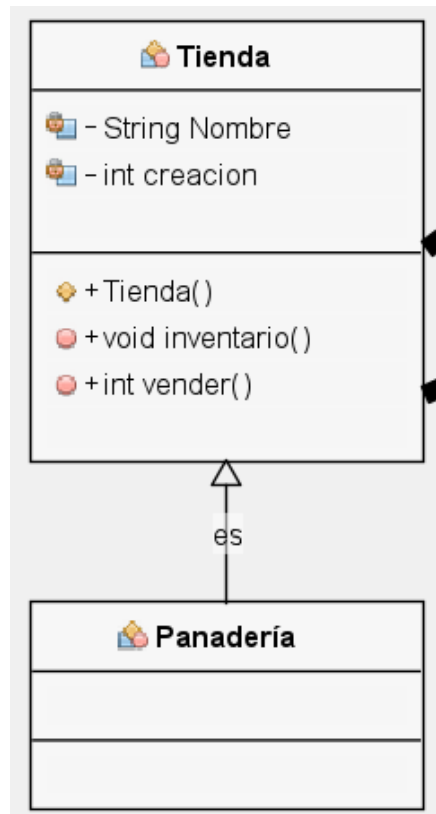 Tienda
- String Nombre
- int creacion
+ Tienda()
+ void inventario()
+ int vender()
es
Panadería